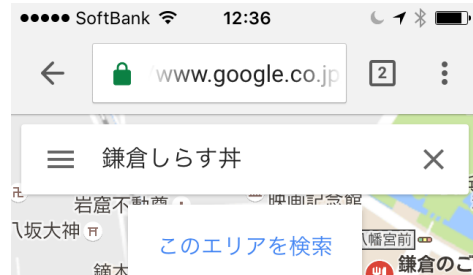 SoftBank 12:36
www.google.co.jp 2
鎌倉しらす丼
岩窟不動尊 映画記念館
八坂大神
このエリアを検索
八幡宮前
鏑木
鎌倉のご